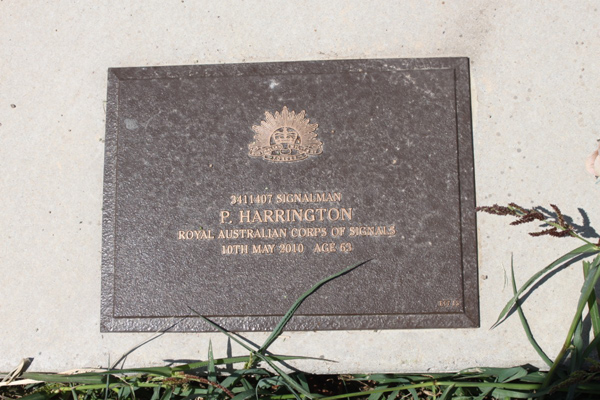 3411407 SIGNALMAN
P. HARRINGTON
ROYAL AUSTRALIAN CORPS OF SIGNALS
10TH MAY 2010 AGE 63